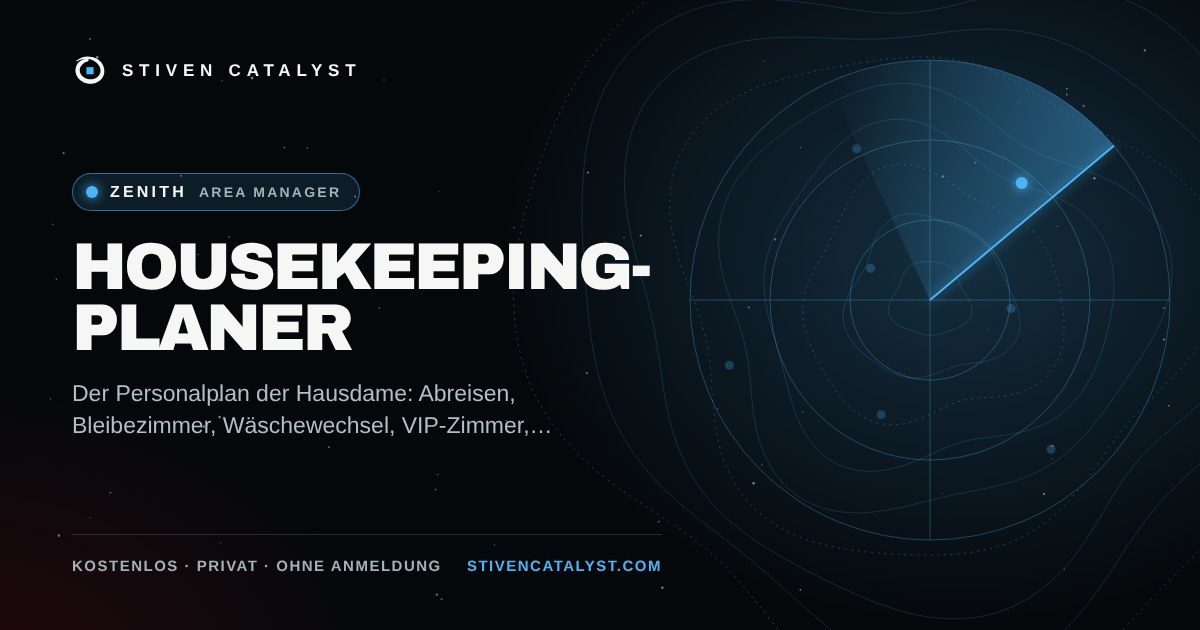 STIVEN CATALYST
ZENITH AREA MANAGER
HOUSEKEEPING-
PLANER
Der Personalplan der Hausdame: Abreisen,
Bleibezimmer, Wäschewechsel, VIP-Zimmer,…
KOSTENLOS · PRIVAT · OHNE ANMELDUNG STIVENCATALYST.COM